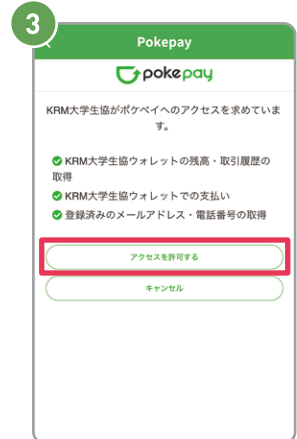 3
Pokepay
pokepay
KRM大学生協がポケペイへのアクセスを求めていま
す。
KRM大学生協ウォレットの残高・取引履歴の
取得
KRM大学生協ウォレットでの支払い
登録済みのメールアドレス・電話番号の取得
アクセスを許可する
キャンセル